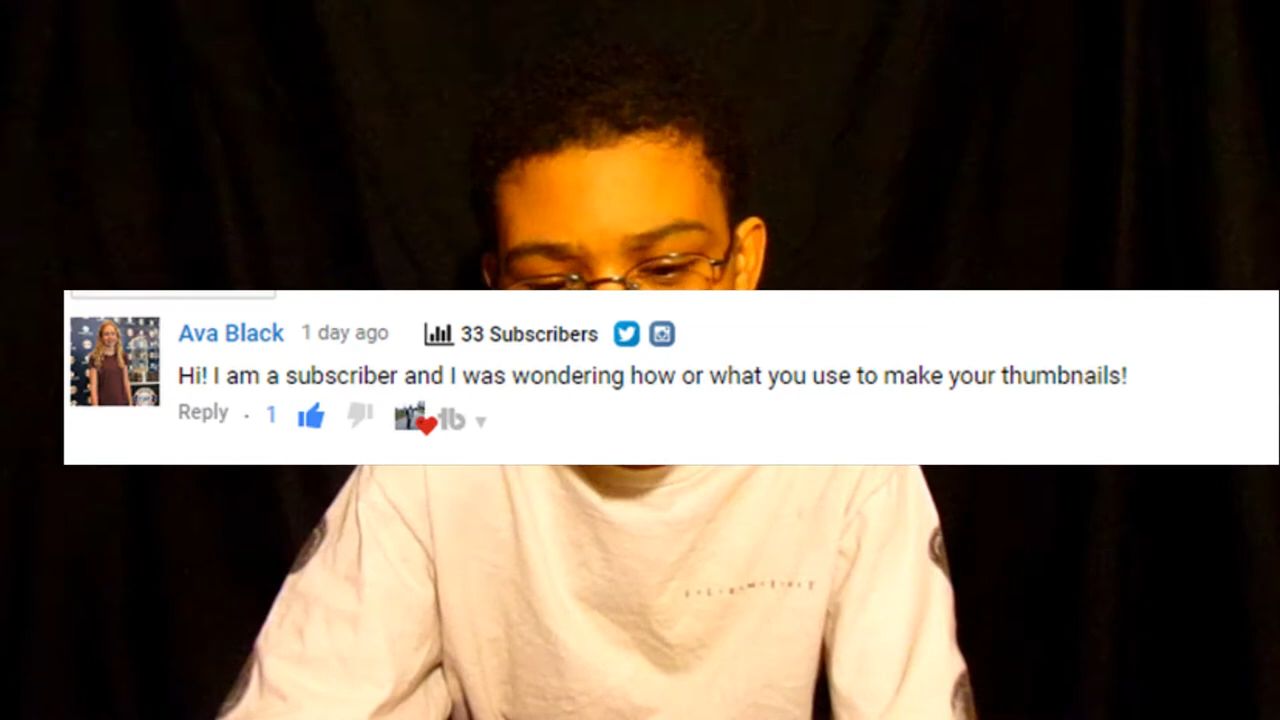 Ava Black 1 day ago 33 Subscribers
Hi! I am a subscriber and I was wondering how or what you use to make your thumbnails!
Reply · 1 tb